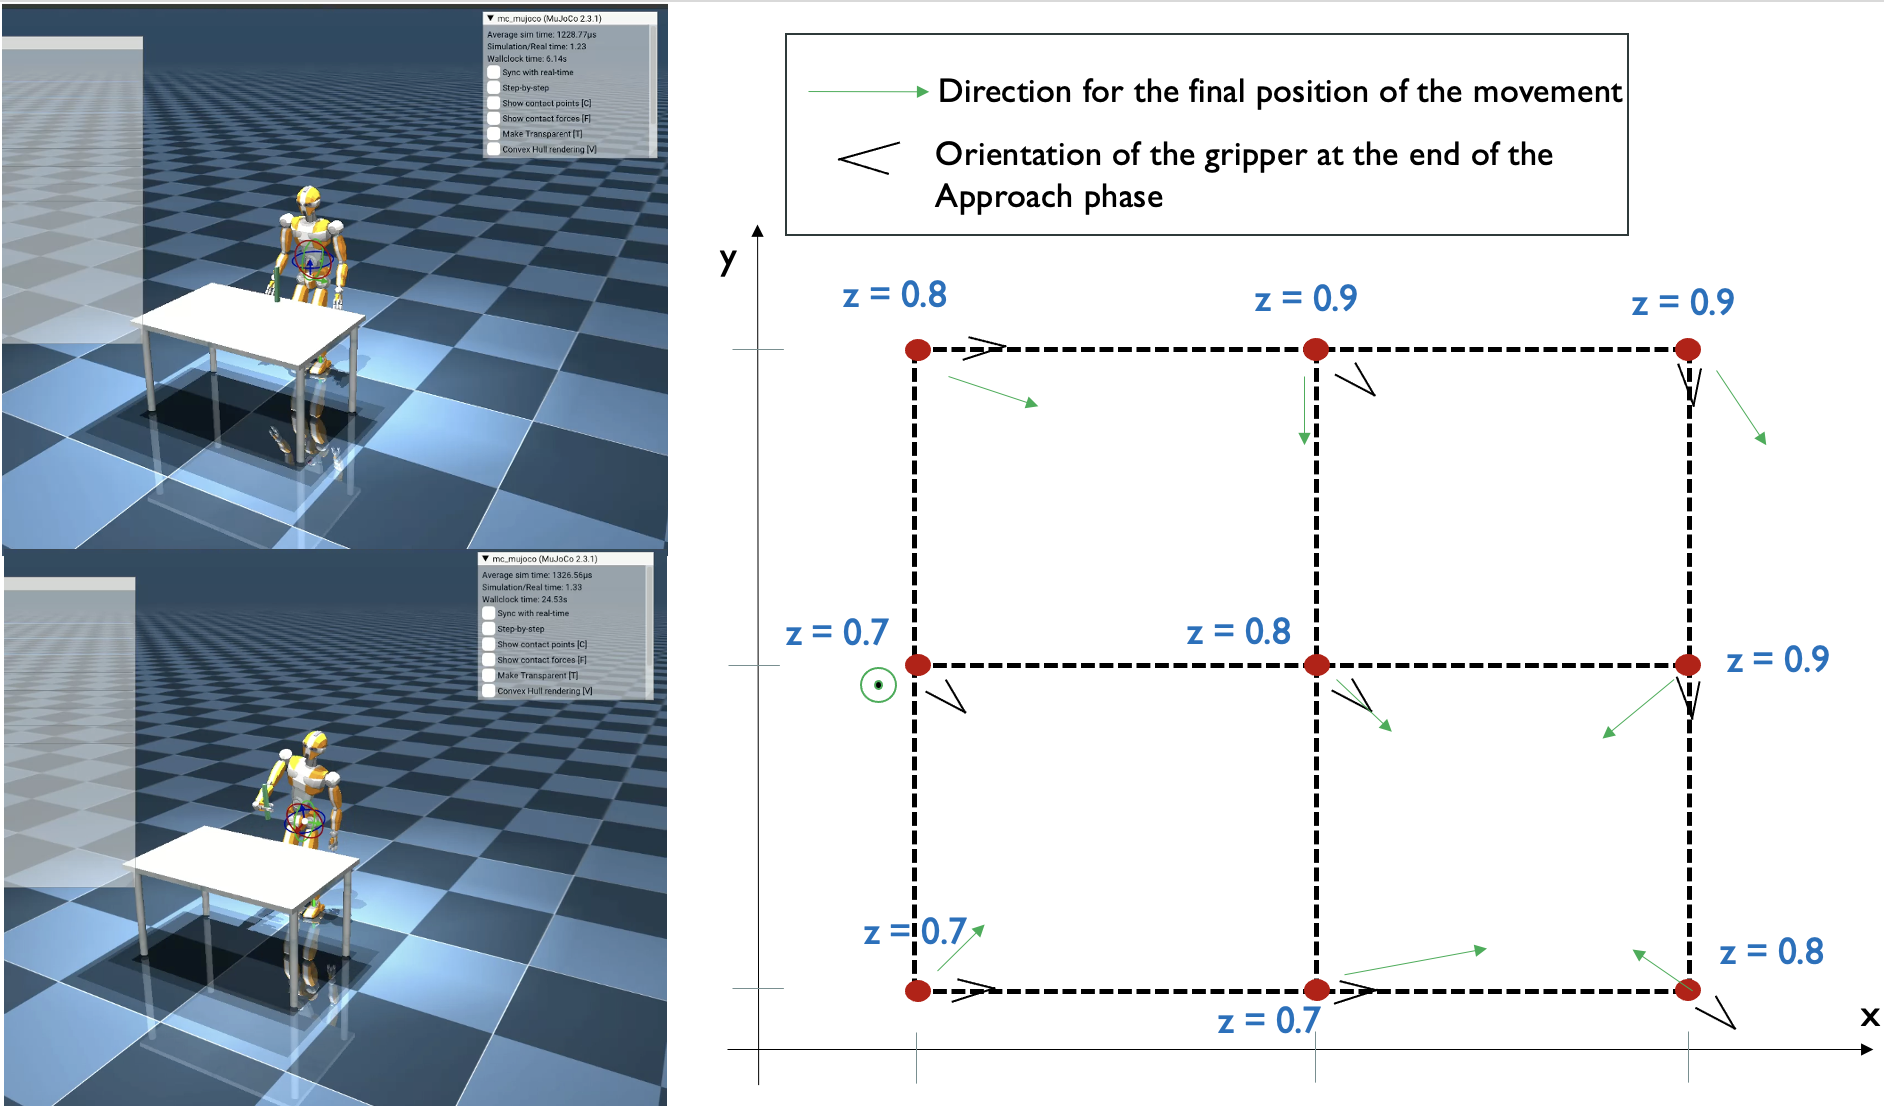 ▼ mc_mujoco (MuJoCo 2.3.1)
Average sim time: 1228.77µs
Simulation/Real time: 1.23
Wallclock time: 6.14s
Sync with real-time
Step-by-step
Show contact points [C]
Show contact forces [F]
Make Transparent [T]
Convex Hull rendering [V]
▼ mc_mujoco (MuJoCo 2.3.1)
Average sim time: 1326.56µs
Simulation/Real time: 1.33
Wallclock time: 24.53s
Sync with real-time
Step-by-step
Show contact points [C]
Show contact forces [F]
Make Transparent [T]
Convex Hull rendering [V]
Direction for the final position of the movement
Orientation of the gripper at the end of the
Approach phase
y
z = 0.8
z = 0.9
z = 0.9
z = 0.7
z = 0.8
z = 0.9
z = 0.7
z = 0.7
z = 0.8
x